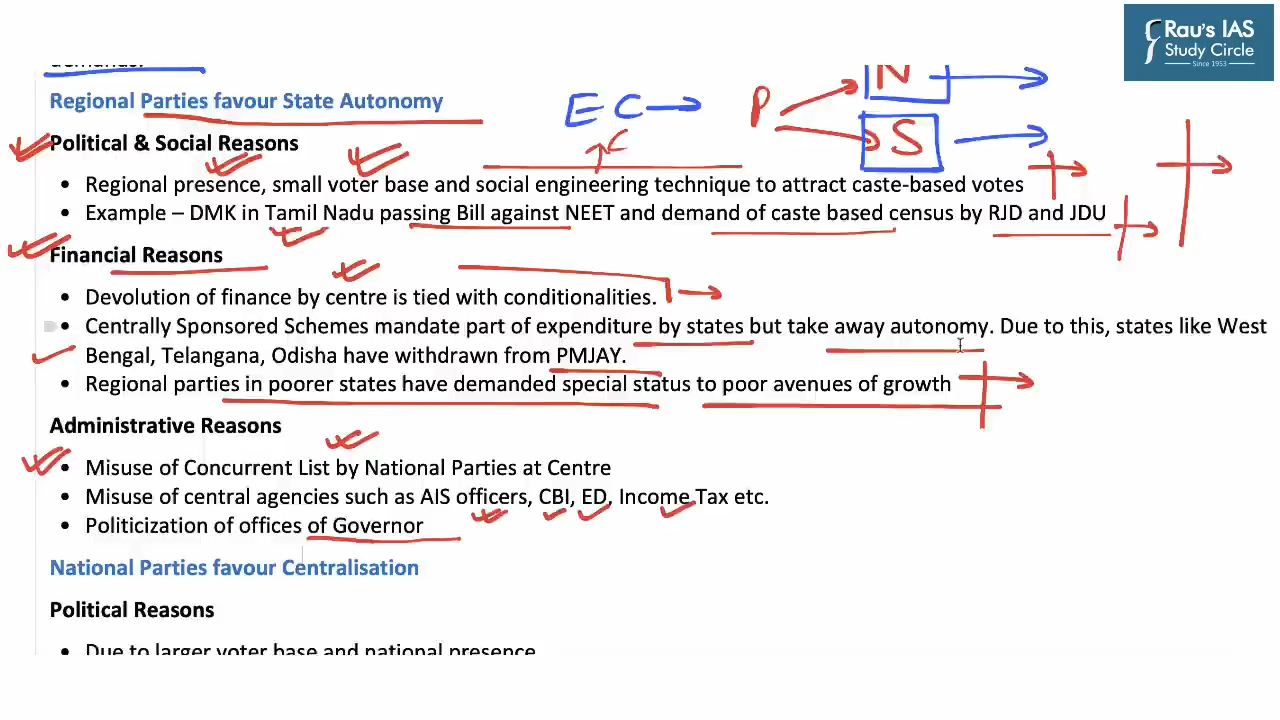 Rau's IAS
Study Circle
Since 1953
demands.
N
Regional Parties favour State Autonomy
EC
P
S
Political & Social Reasons
• Regional presence, small voter base and social engineering technique to attract caste-based votes
• Example – DMK in Tamil Nadu passing Bill against NEET and demand of caste based census by RJD and JDU
Financial Reasons
• Devolution of finance by centre is tied with conditionalities.
• Centrally Sponsored Schemes mandate part of expenditure by states but take away autonomy. Due to this, states like West
Bengal, Telangana, Odisha have withdrawn from PMJAY.
• Regional parties in poorer states have demanded special status to poor avenues of growth
Administrative Reasons
• Misuse of Concurrent List by National Parties at Centre
• Misuse of central agencies such as AIS officers, CBI, ED, Income Tax etc.
• Politicization of offices of Governor
National Parties favour Centralisation
Political Reasons
• Due to larger voter base and national presence